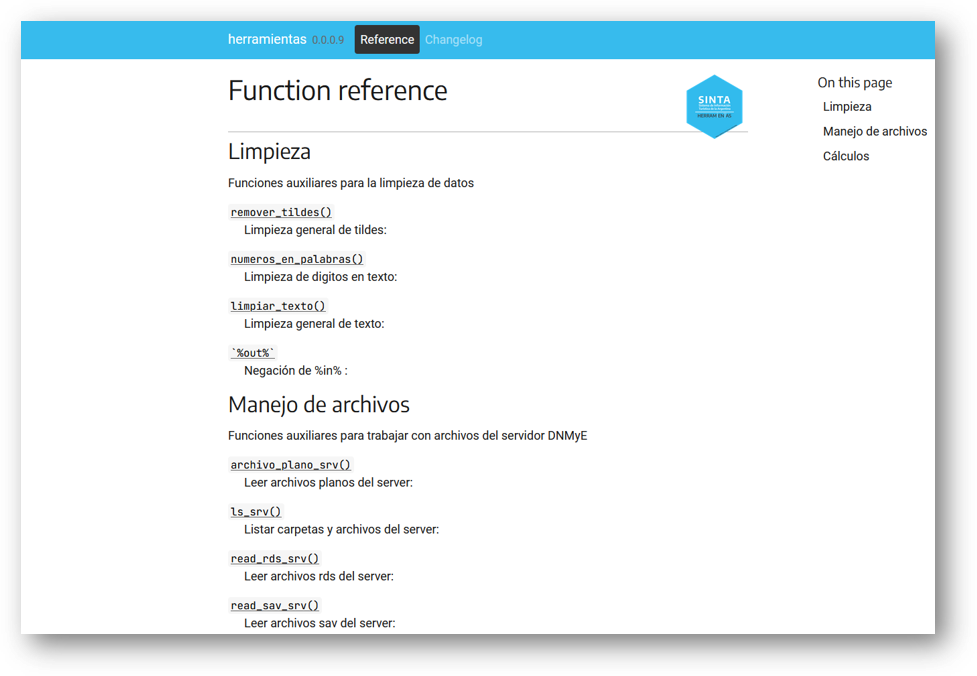 herramientas 0.0.0.9 Reference Changelog
Function reference
SINTA
On this page
Limpieza
Manejo de archivos
Cálculos
Limpieza
Funciones auxiliares para la limpieza de datos
remover_tildes()
Limpieza general de tildes:
numeros_en_palabras()
Limpieza de digitos en texto:
limpiar_texto()
Limpieza general de texto:
`%out%`
Negación de %in% :
Manejo de archivos
Funciones auxiliares para trabajar con archivos del servidor DNMyE
archivo_plano_srv()
Leer archivos planos del server:
ls_srv()
Listar carpetas y archivos del server:
read_rds_srv()
Leer archivos rds del server:
read_sav_srv()
Leer archivos sav del server: